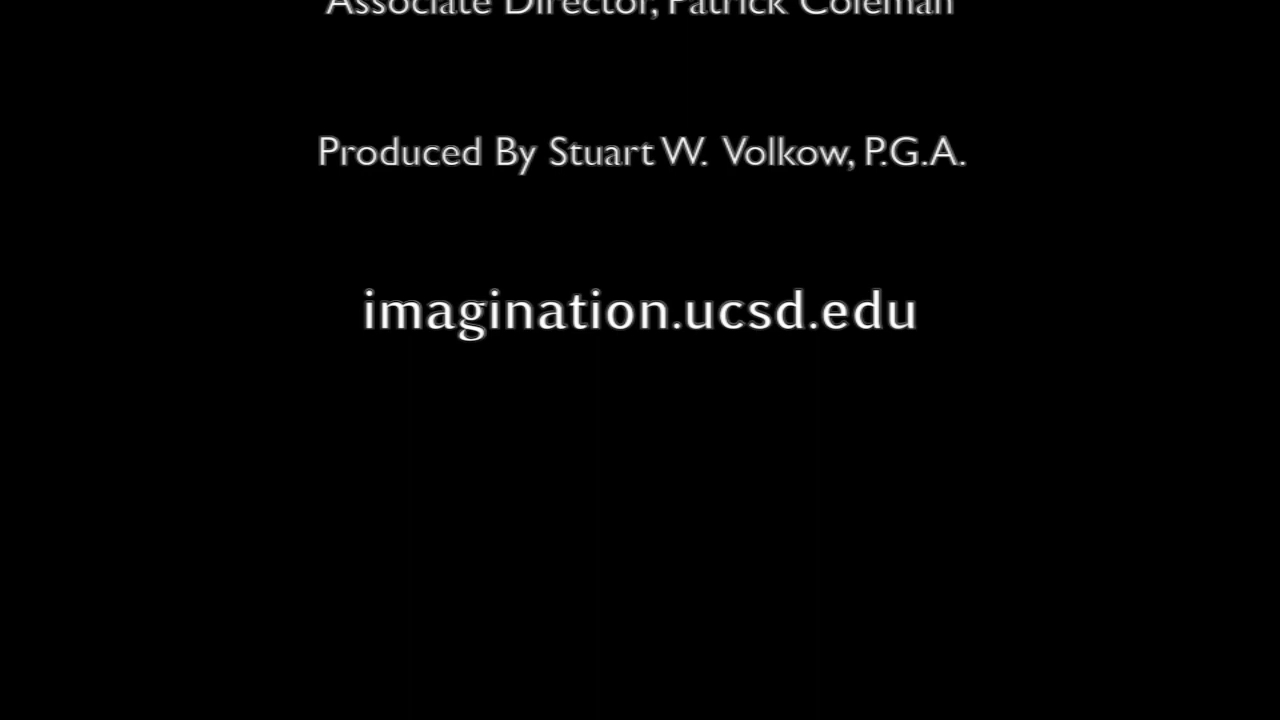 Associate Director, Patrick Coleman
Produced By Stuart W. Volkow, P.G.A.
imagination.ucsd.edu